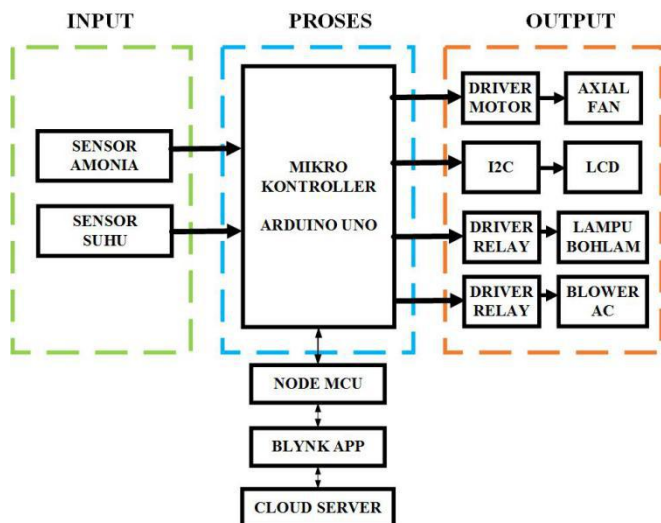 INPUT
PROSES
OUTPUT
SENSOR
AMONIA
SENSOR
SUHU
MIKRO
KONTROLLER
ARDUINO UNO
DRIVER
MOTOR
AXIAL
FAN
I2C
LCD
DRIVER
RELAY
LAMPU
BOHLAM
DRIVER
RELAY
BLOWER
AC
NODE MCU
BLYNK APP
CLOUD SERVER